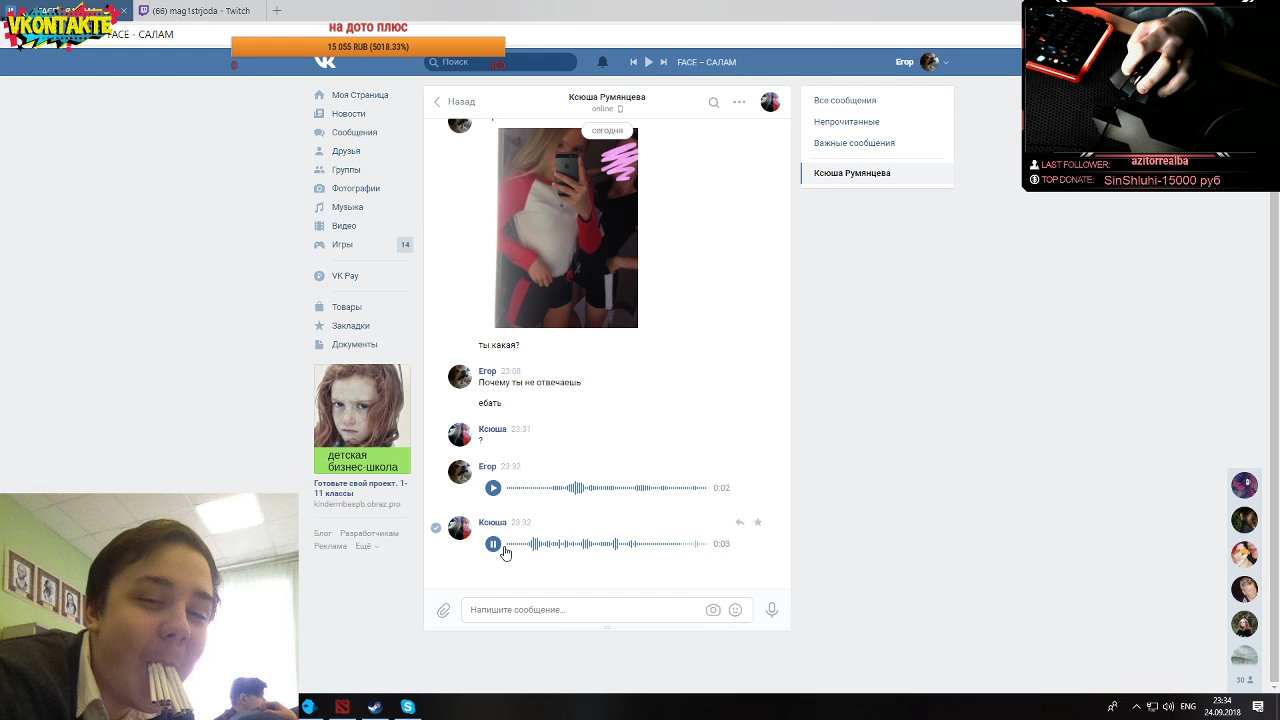 VKONTAKTE
(66) mag1strjoda - Twitch
FACE - САЛАМ
на дото плюс
15 055 RUB (5018.33%)
0
300
Поиск
FACE – САЛАМ
Егор
Моя Страница
Новости
Сообщения
Друзья
Группы
Фотографии
Музыка
Видео
Игры
14
VK Pay
Товары
Закладки
Документы
детская
бизнес-школа
Готовьте свой проект. 1-
11 классы
kindermbaspb.obraz.pro
Блог Разработчикам
Реклама Ещё
Назад
Ксюша Румянцева
online
сегодня
ты какая?
Егор 23:08
Почему ты не отвечаешь
ебать
Ксюша 23:31
?
Егор 23:32
0:02
Ксюша 23:32
0:03
Напишите сообщение...
Все сообщения
Непрочитанные
Важные сообщения
Ксюша Румянцева
LAST FOLLOWER: azitorrealba
TOP DONATE: SinShluhi-15000 руб
30
ENG
23:34
24.09.2018